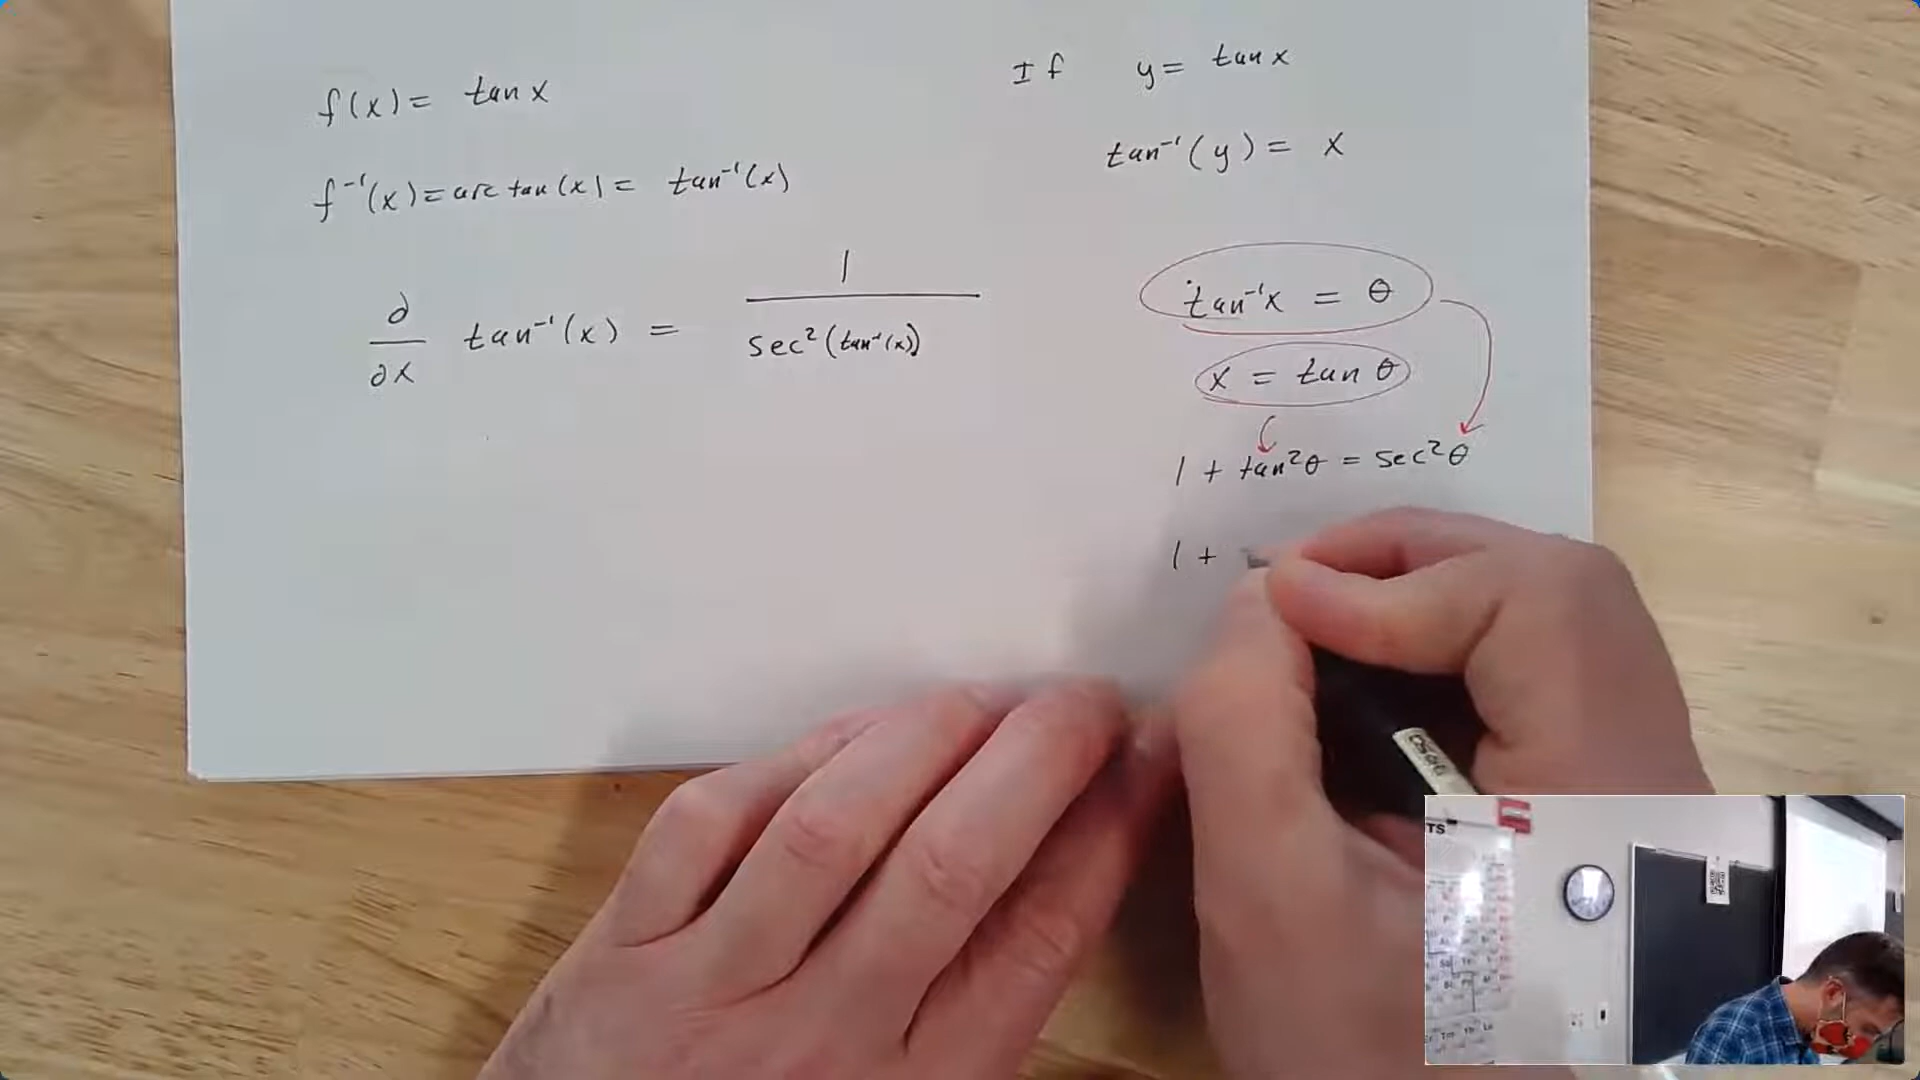 f(x) = tan x
f⁻¹(x) = arc tan(x) = tan⁻¹(x)
∂/∂x tan⁻¹(x) = 1/sec²(tan⁻¹(x))
If y = tan x
tan⁻¹(y) = x
tan⁻¹x = θ
x = tan θ
1 + tan²θ = sec²θ
1 +
TS